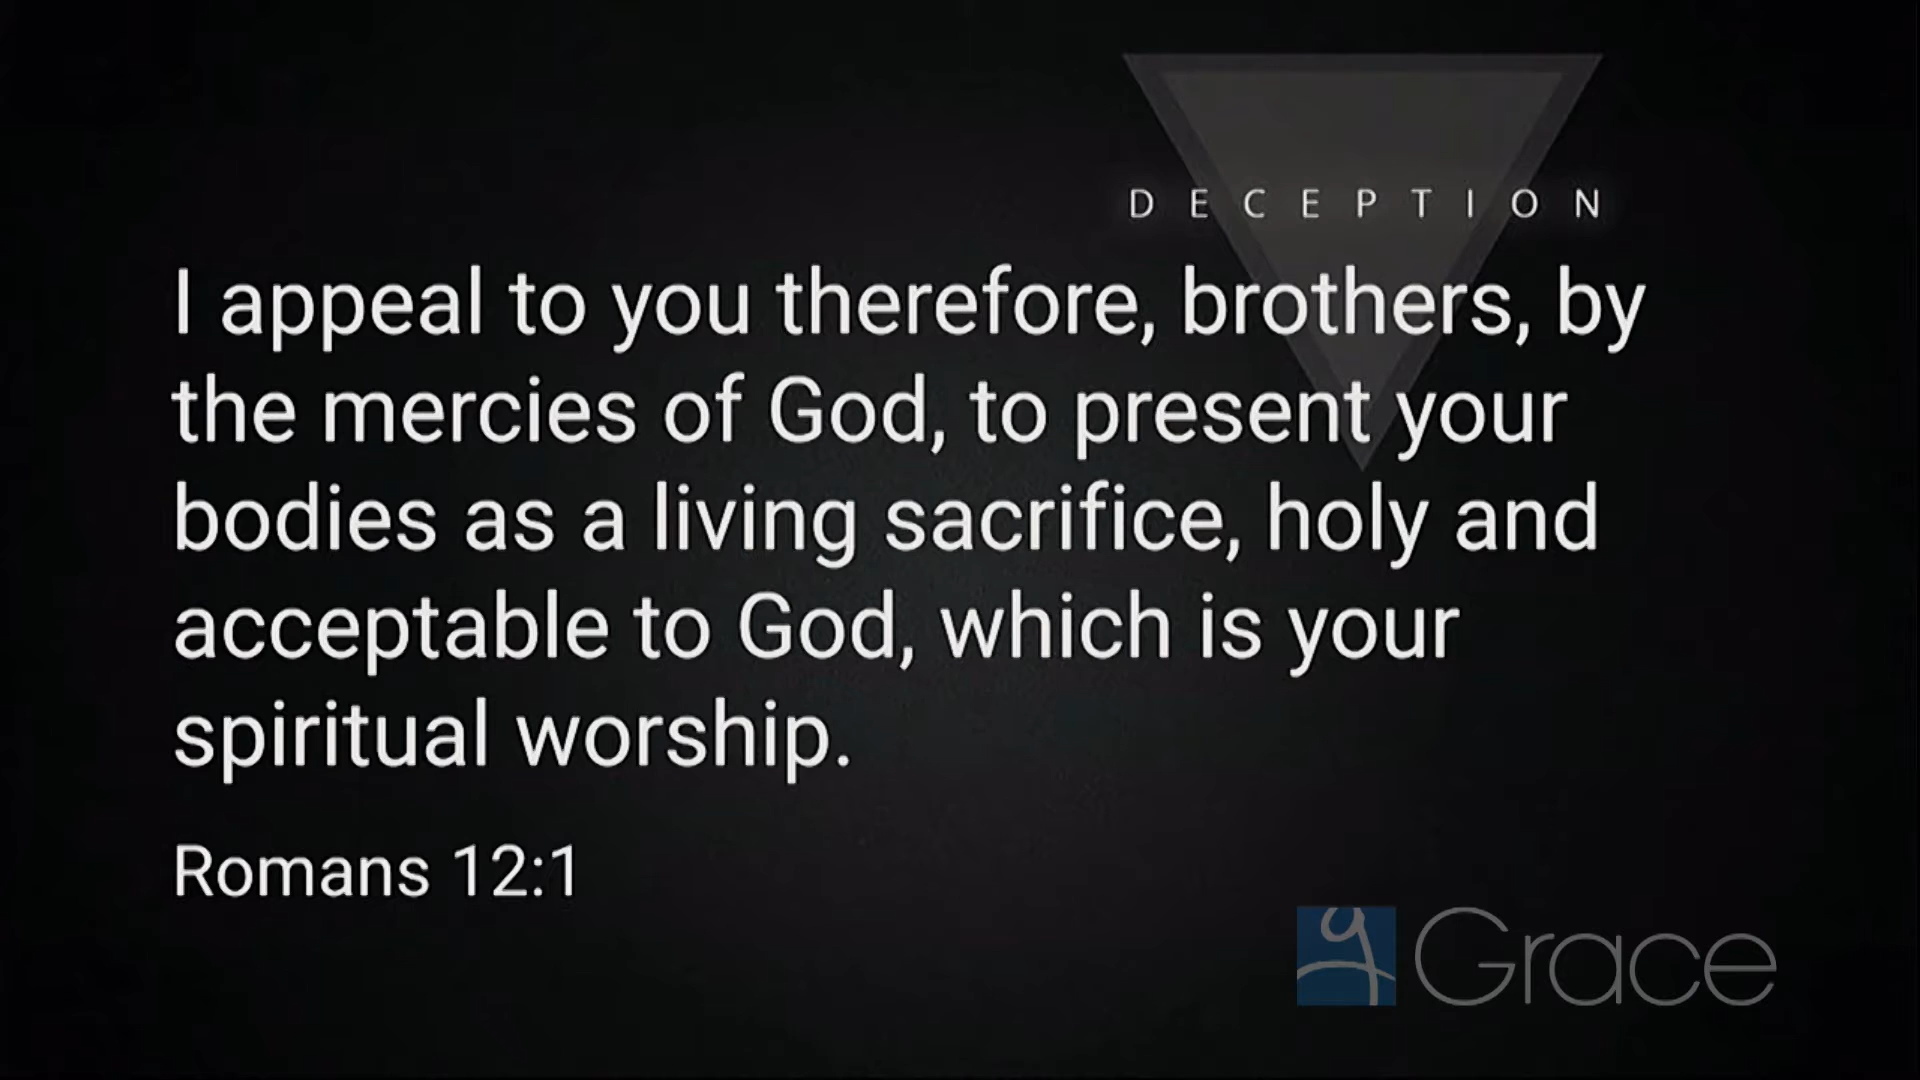 DECEPTION
I appeal to you therefore, brothers, by
the mercies of God, to present your
bodies as a living sacrifice, holy and
acceptable to God, which is your
spiritual worship.
Romans 12:1
Grace